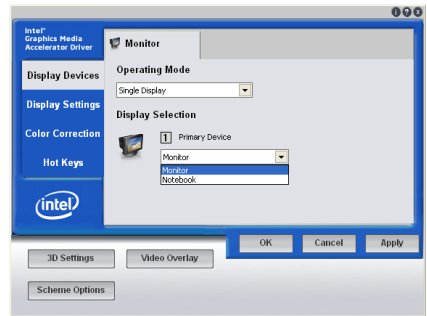 Intel®
Graphics Media
Accelerator Driver
Monitor
Display Devices
Operating Mode
Single Display
Display Settings
Display Selection
Color Correction
1 Primary Device
Hot Keys
Monitor
Monitor
Notebook
intel
OK Cancel Apply
3D Settings Video Overlay
Scheme Options